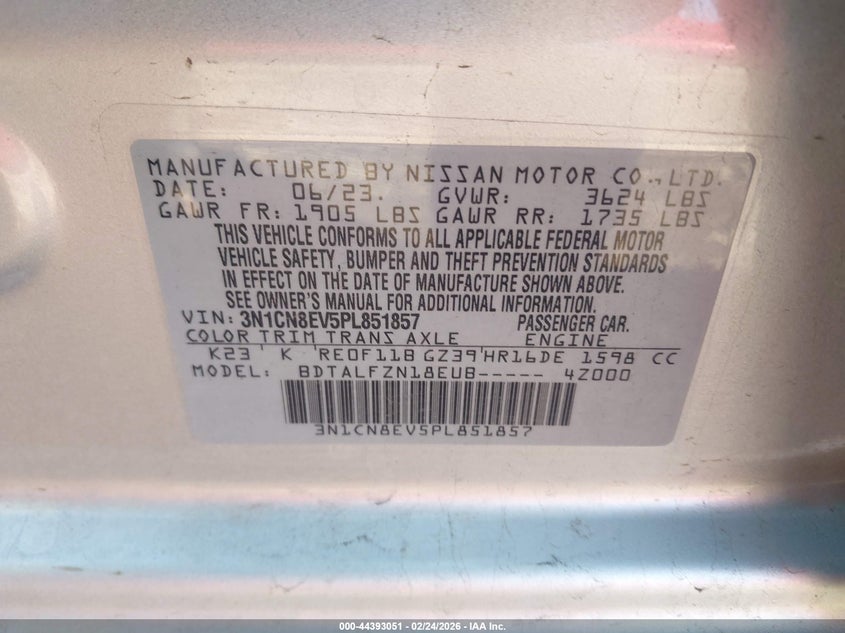 MANUFACTURED BY NISSAN MOTOR CO., LTD.
DATE: 06/23. GVWR: 3624 LBS
GAWR FR: 1905 LBS GAWR RR: 1735 LBS
THIS VEHICLE CONFORMS TO ALL APPLICABLE FEDERAL MOTOR
VEHICLE SAFETY, BUMPER AND THEFT PREVENTION STANDARDS
IN EFFECT ON THE DATE OF MANUFACTURE SHOWN ABOVE.
SEE OWNER'S MANUAL FOR ADDITIONAL INFORMATION.
VIN: 3N1CN8EV5PL851857 PASSENGER CAR.
COLOR TRIM TRANS AXLE ENGINE
K23 K RE0F11B GZ39 HR16DE 1598 CC
MODEL: BDTALFZN18EUB----- 4Z000
3N1CN8EV5PL851857
000-44393051 - 02/24/2026 - IAA Inc.